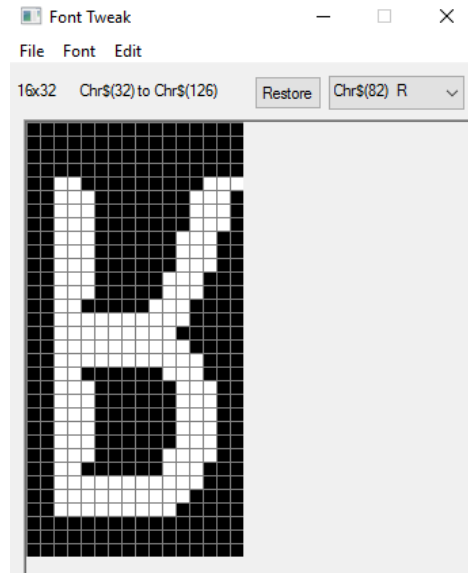 Font Tweak
File Font Edit
16x32 Chr$(32) to Chr$(126) Restore Chr$(82) R